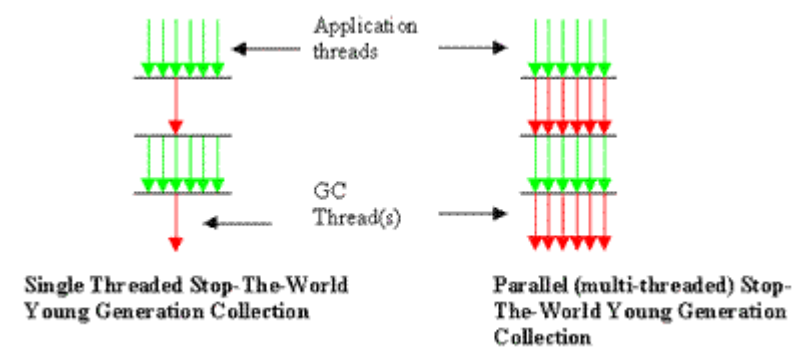 Application
threads
GC
Thread(s)
Single Threaded Stop-The-World
Young Generation Collection
Parallel (multi-threaded) Stop-
The-World Young Generation
Collection